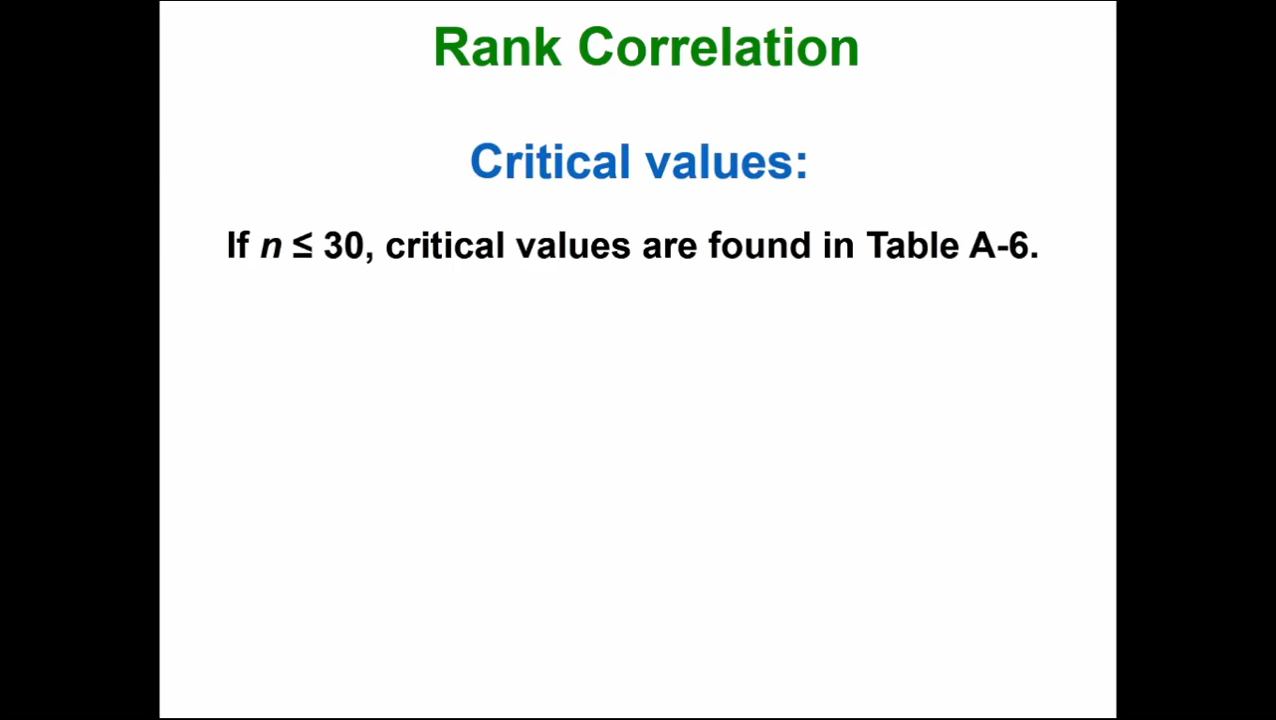 Rank Correlation
Critical values:
If n ≤ 30, critical values are found in Table A-6.